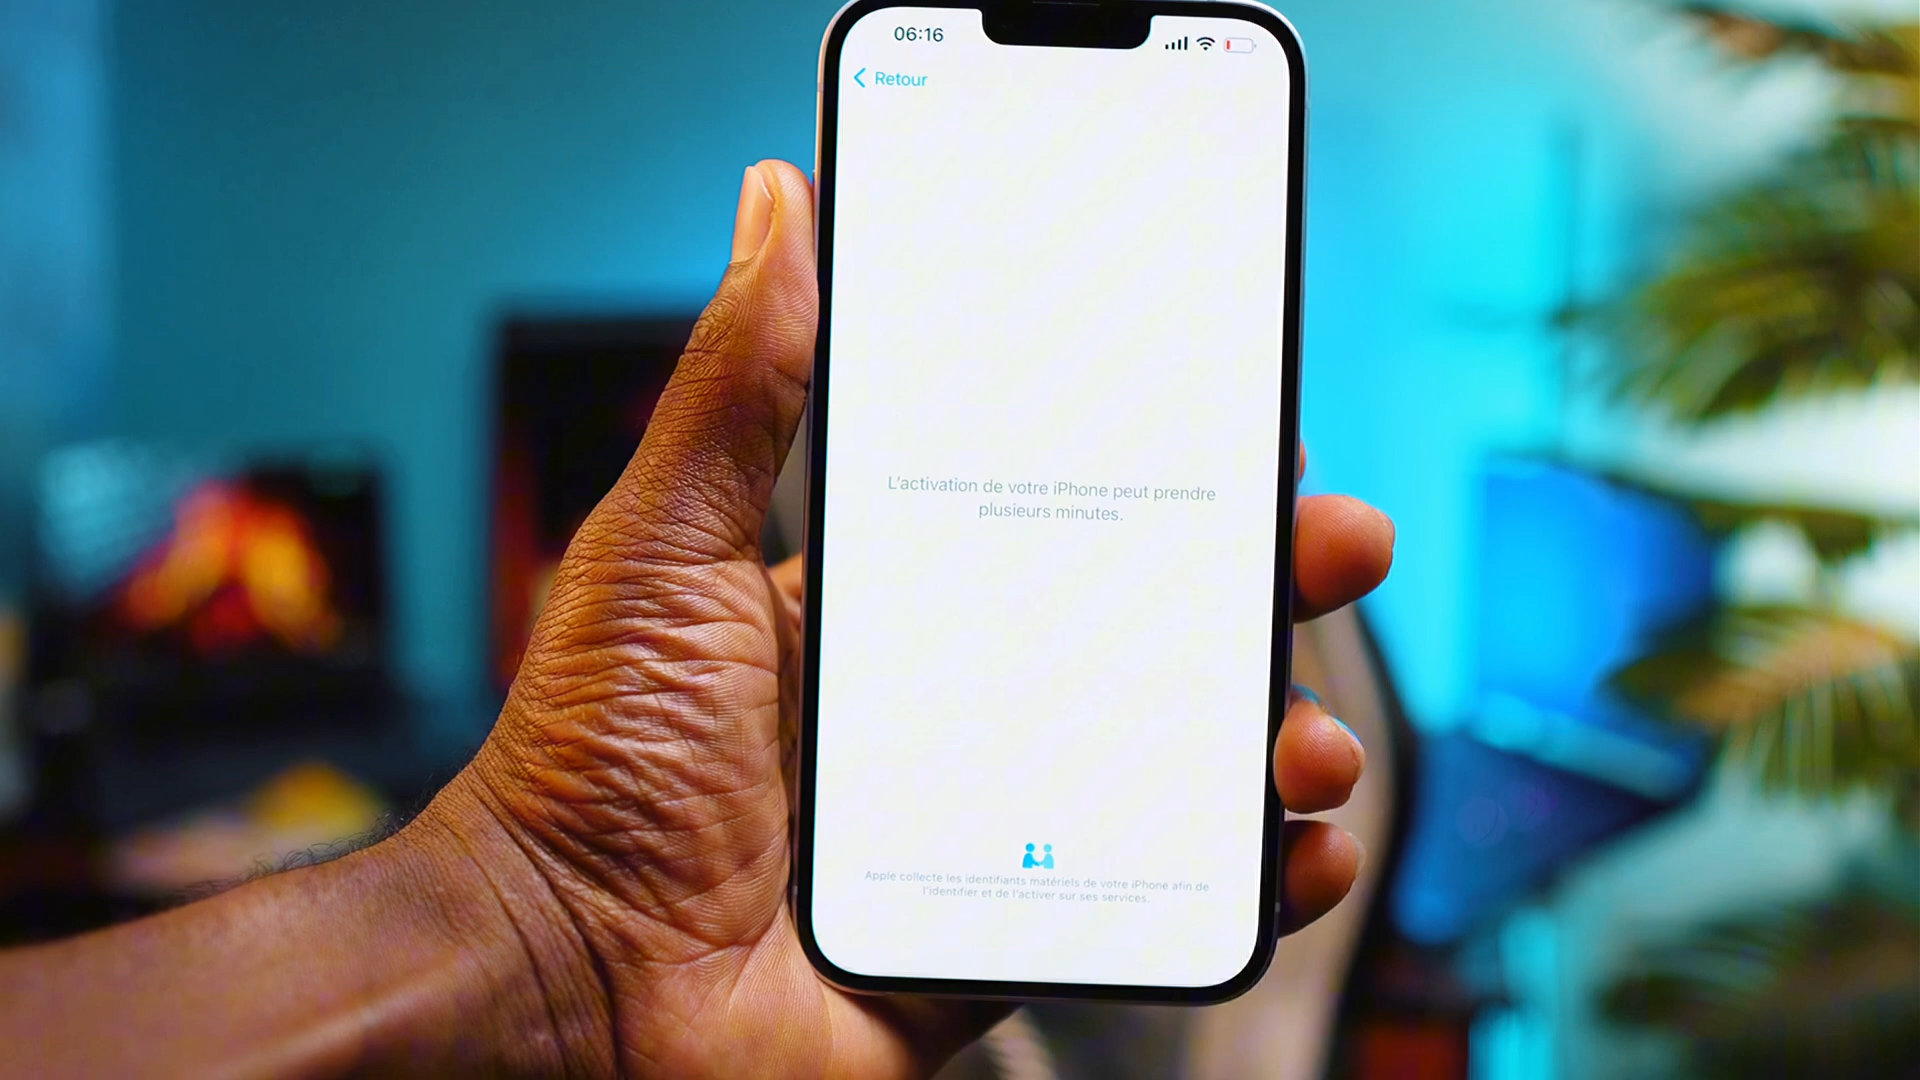 06:16
Retour
L'activation de votre iPhone peut prendre
plusieurs minutes.
Apple collecte les identifiants matériels de votre iPhone afin de
l'identifier et de l'activer sur ses services.